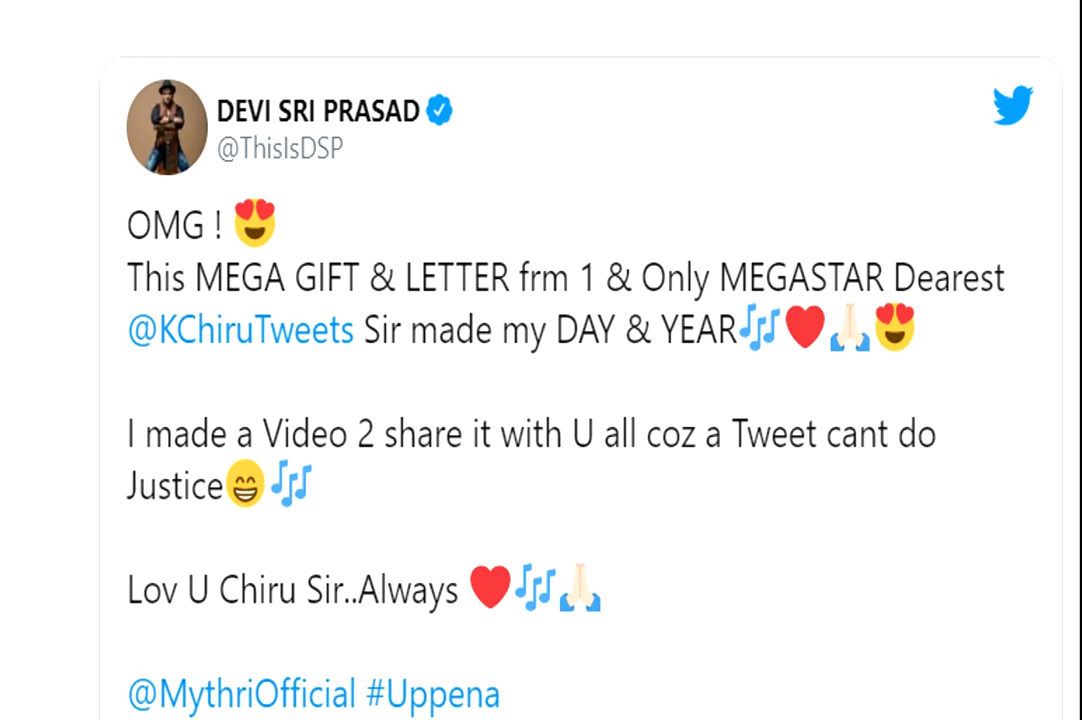 DEVI SRI PRASAD
@ThisIsDSP
OMG ! 😍
This MEGA GIFT & LETTER frm 1 & Only MEGASTAR Dearest
@KChiruTweets Sir made my DAY & YEAR🎶❤️🙏🏻😍
I made a Video 2 share it with U all coz a Tweet cant do
Justice😁🎶
Lov U Chiru Sir..Always ❤️🎶🙏🏻
@MythriOfficial #Uppena